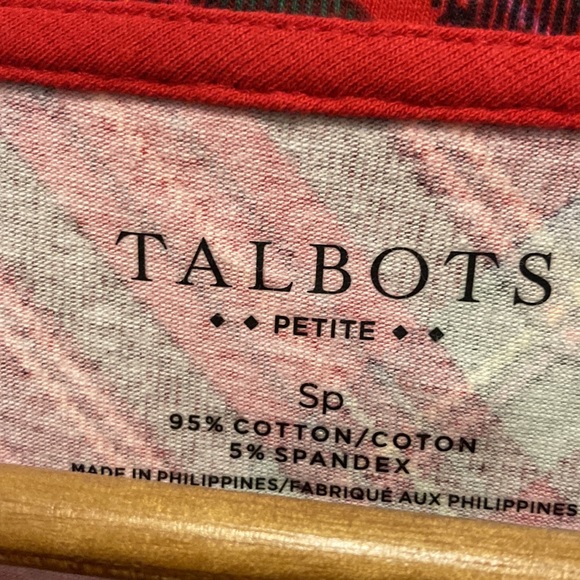 TALBOTS
PETITE
Sp
95% COTTON/COTON
5% SPANDEX
MADE IN PHILIPPINES/FABRIQUÉ AUX PHILIPPINES